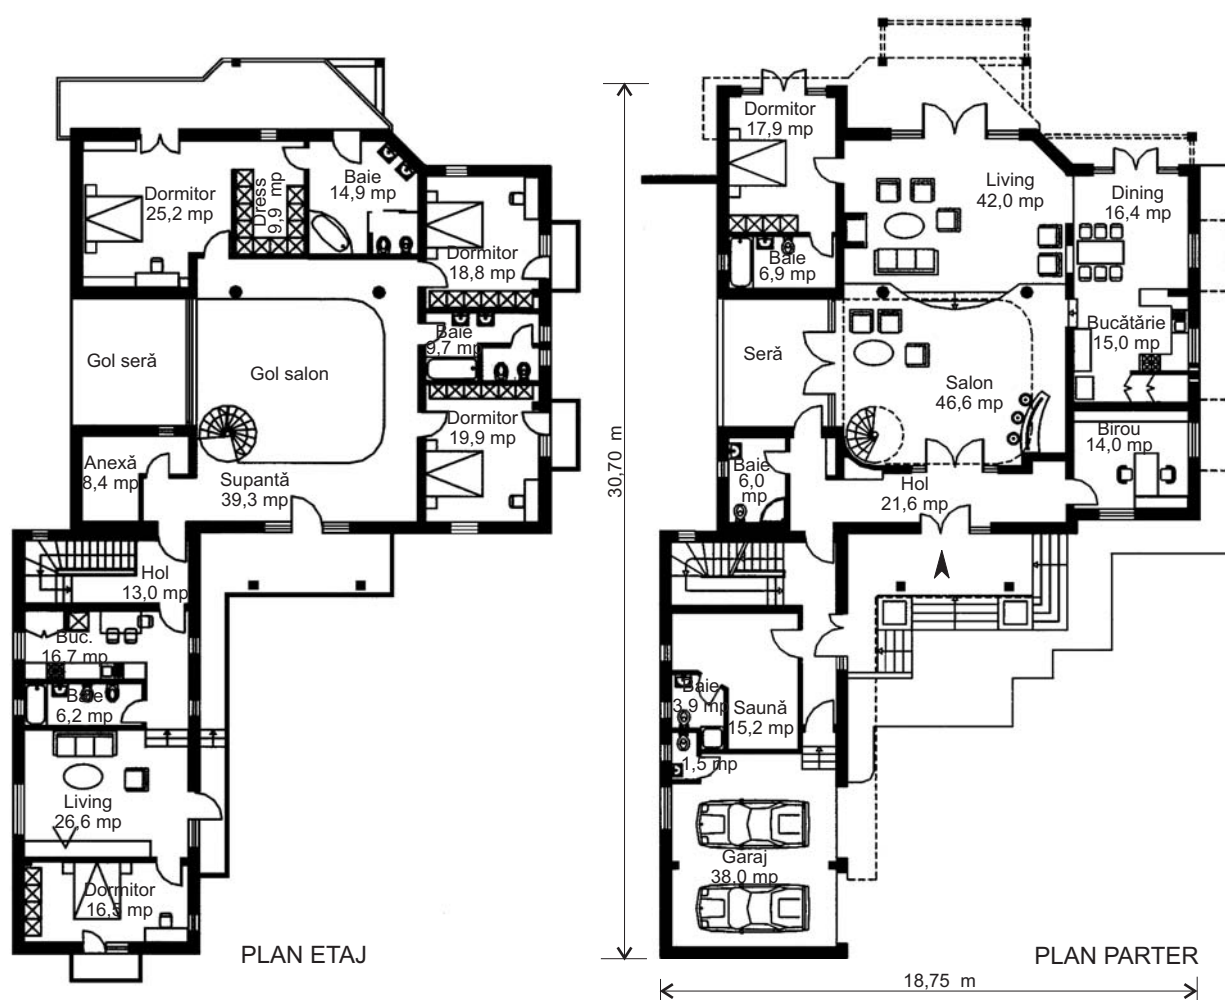 Dormitor
25,2 mp
Dress
9,9 mp
Baie
14,9 mp
Dormitor
18,8 mp
Gol seră
Gol salon
Baie
9,7 mp
Dormitor
19,9 mp
Anexă
8,4 mp
Supantă
39,3 mp
Hol
13,0 mp
Buc.
16,7 mp
Baie
6,2 mp
Living
26,6 mp
Dormitor
16,5 mp
PLAN ETAJ
30,70 m
Dormitor
17,9 mp
Living
42,0 mp
Dining
16,4 mp
Baie
6,9 mp
Seră
Bucătărie
15,0 mp
Salon
46,6 mp
Birou
14,0 mp
Baie
6,0
mp
Hol
21,6 mp
Baie
3,9 mp
Saună
15,2 mp
1,5 mp
Garaj
38,0 mp
PLAN PARTER
18,75 m